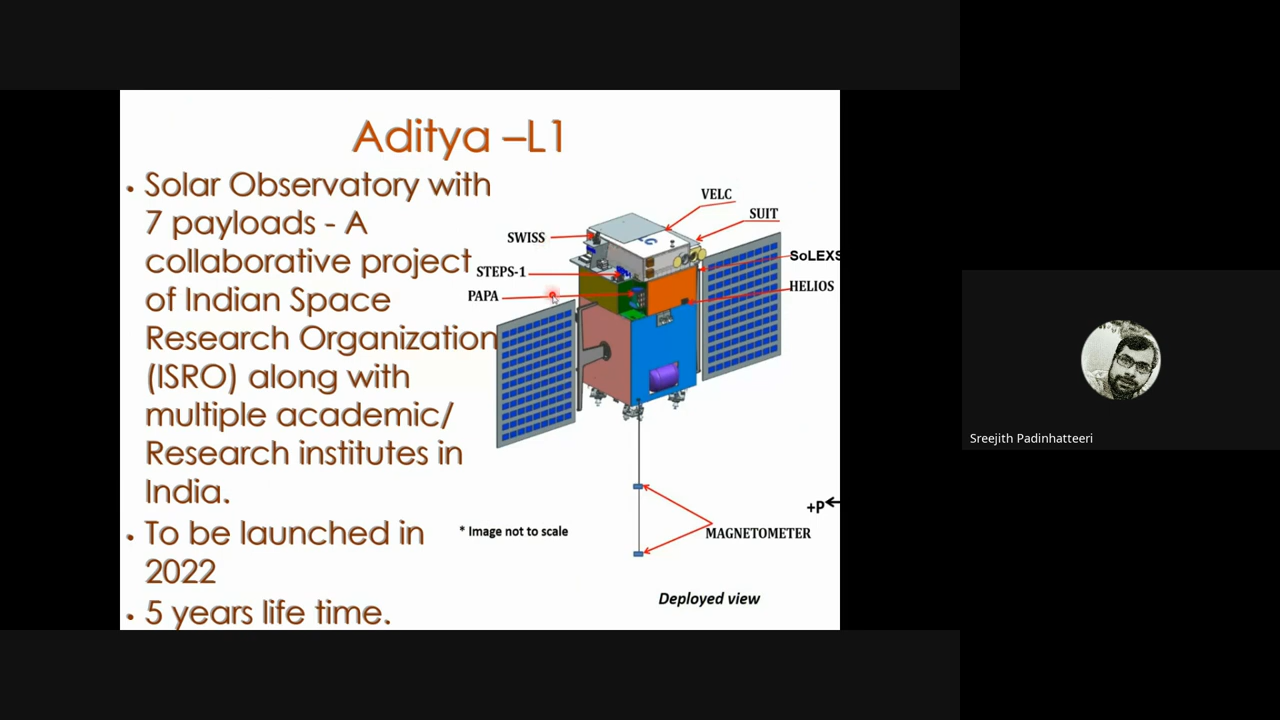 Aditya –L1
• Solar Observatory with
7 payloads - A
collaborative project
of Indian Space
Research Organization
(ISRO) along with
multiple academic/
Research institutes in
India.
• To be launched in
2022
• 5 years life time.
VELC
SUIT
SWISS
SoLEXS
STEPS-1
HELIOS
PAPA
LC
+P
MAGNETOMETER
* Image not to scale
Deployed view
Sreejith Padinhatteeri